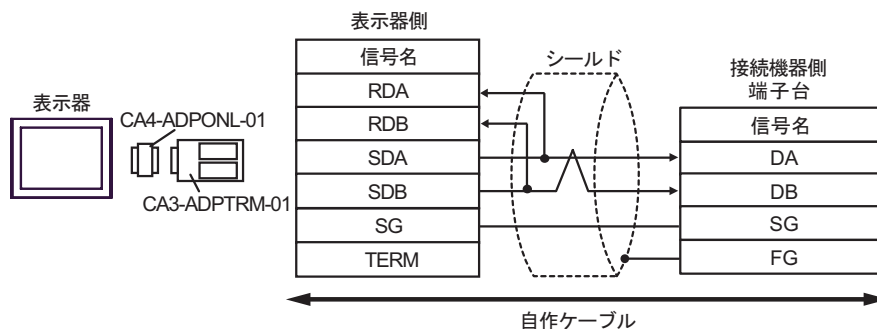 表示器
CA4-ADPONL-01
CA3-ADPTRM-01
表示器側
信号名
RDA
RDB
SDA
SDB
SG
TERM
シールド
接続機器側
端子台
信号名
DA
DB
SG
FG
自作ケーブル